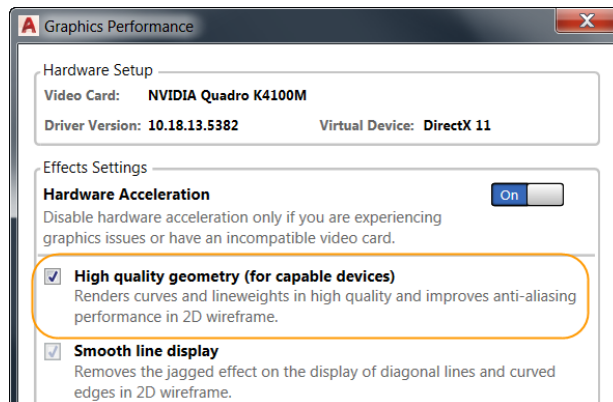 Graphics Performance
Hardware Setup
Video Card: NVIDIA Quadro K4100M
Driver Version: 10.18.13.5382 Virtual Device: DirectX 11
Effects Settings
Hardware Acceleration On
Disable hardware acceleration only if you are experiencing
graphics issues or have an incompatible video card.
High quality geometry (for capable devices)
Renders curves and lineweights in high quality and improves anti-aliasing
performance in 2D wireframe.
Smooth line display
Removes the jagged effect on the display of diagonal lines and curved
edges in 2D wireframe.